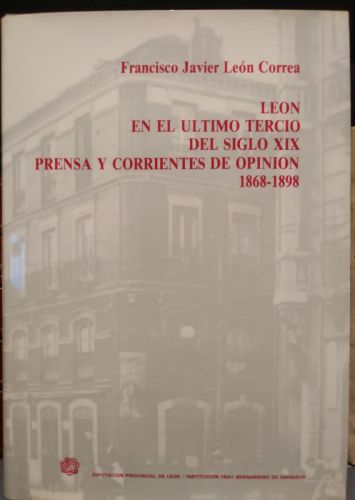 Francisco Javier León Correa
LEON
EN EL ULTIMO TERCIO
DEL SIGLO XIX
PRENSA Y CORRIENTES DE OPINION
1868-1898
DIPUTACION PROVINCIAL DE LEON / INSTITUCION FRAY BERNARDINO DE SAHAGUN